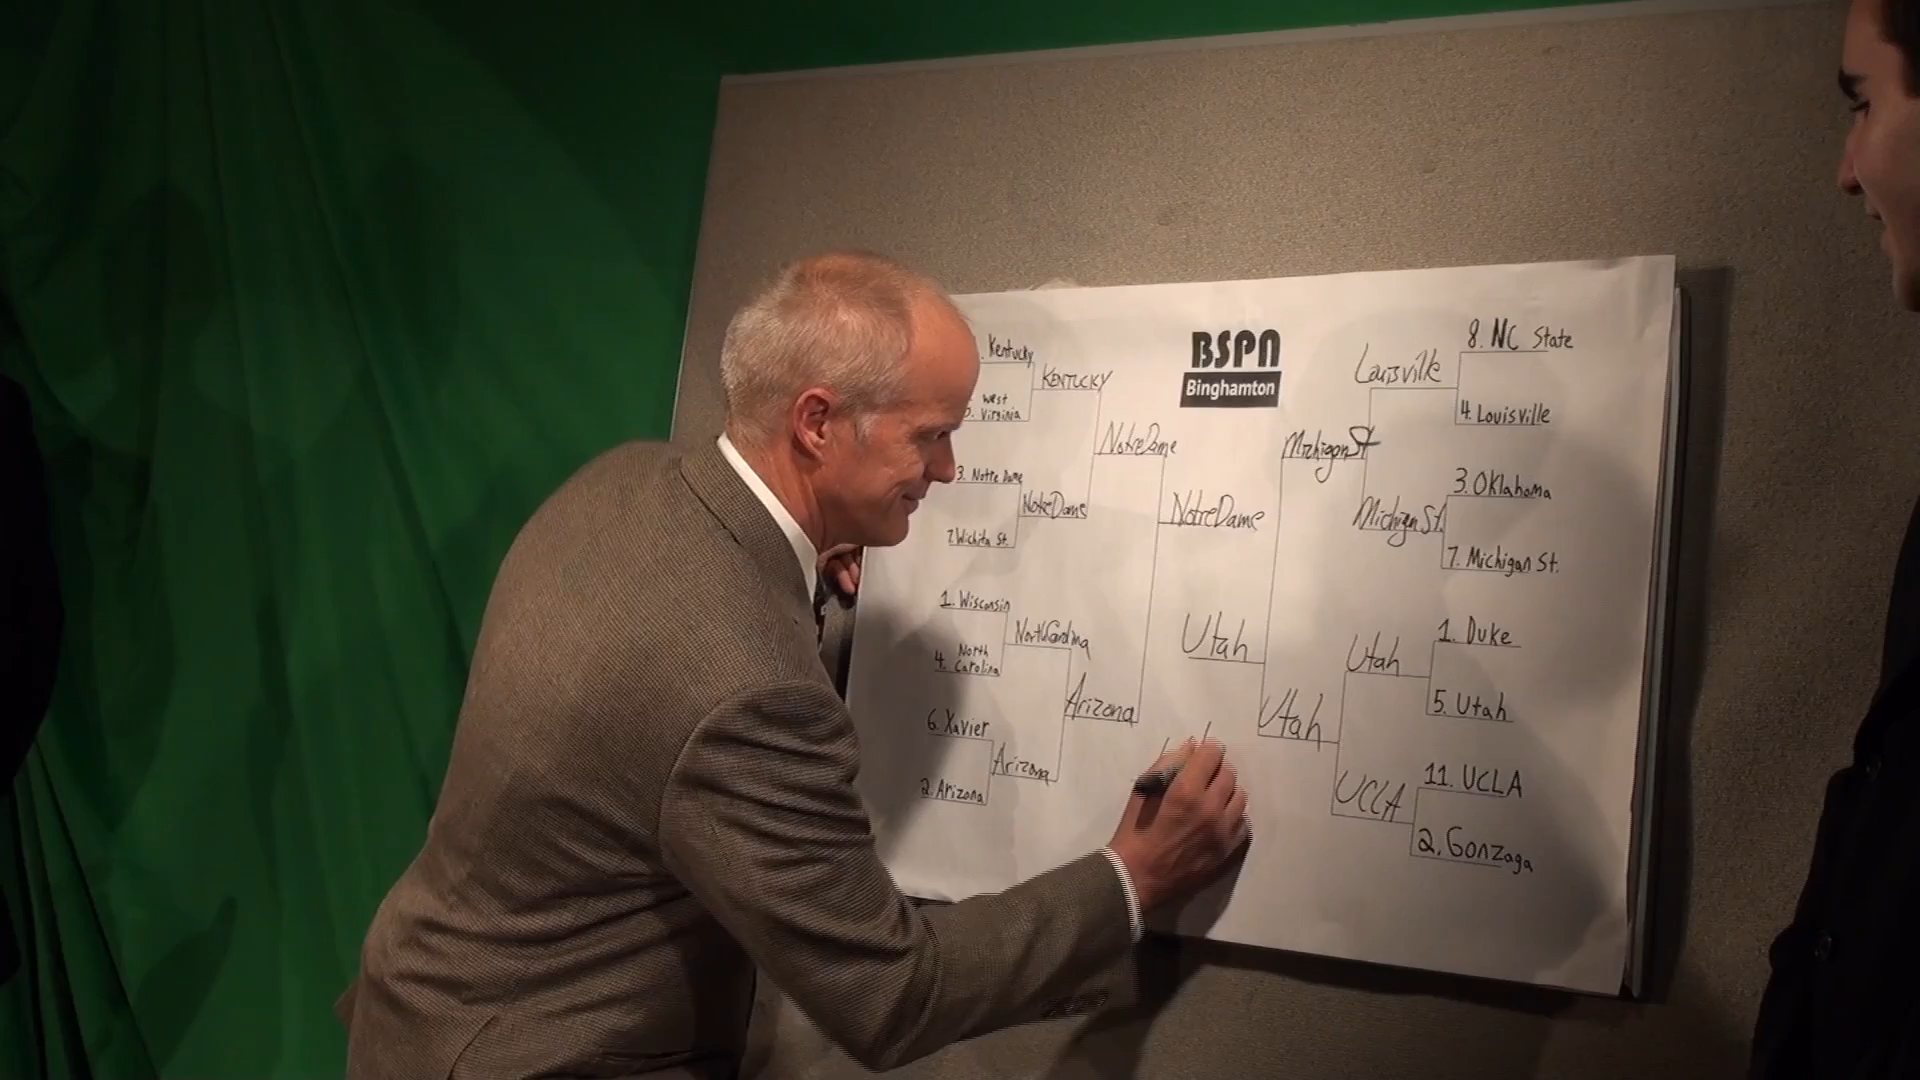 BSPN
Binghamton
Kentucky
West
Virginia
KENTUCKY
3. Notre Dame
7. Wichita St.
Notre Dame
Notre Dame
Notre Dame
1. Wisconsin
4. North
Carolina
North Carolina
6. Xavier
2. Arizona
Arizona
Arizona
Utah
Utah
8. NC State
4. Louisville
Louisville
3. Oklahoma
7. Michigan St.
Michigan St.
Michigan St
1. Duke
5. Utah
Utah
11. UCLA
2. Gonzaga
UCLA